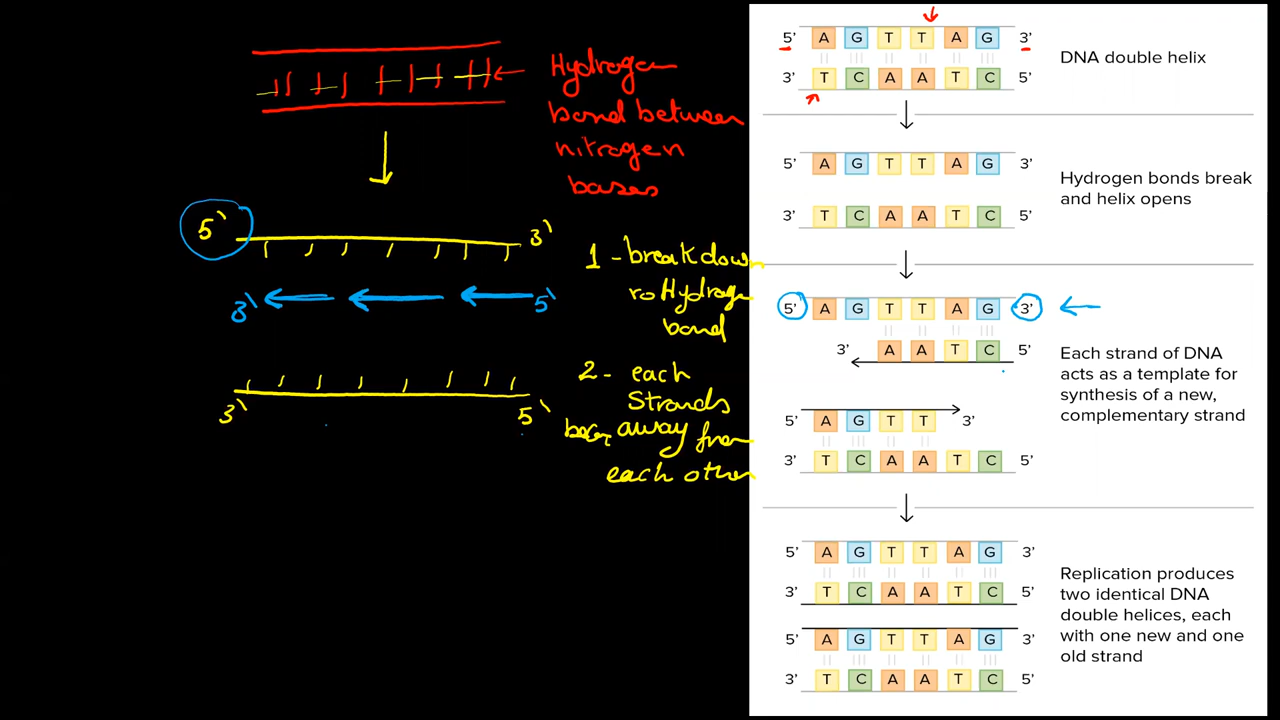 Hydrogen
bond between
nitrogen
bases
5'
3'
3'
5'
3'
5'
1 - breakdown
Hydrogen
bond
2 - each
Strands
away from
each other
5' A G T T A G 3'
3' T C A A T C 5'
DNA double helix
5' A G T T A G 3'
3' T C A A T C 5'
Hydrogen bonds break
and helix opens
5' A G T T A G 3'
3' A A T C 5'
5' A G T T 3'
3' T C A A T C 5'
Each strand of DNA
acts as a template for
synthesis of a new,
complementary strand
5' A G T T A G 3'
3' T C A A T C 5'
5' A G T T A G 3'
3' T C A A T C 5'
Replication produces
two identical DNA
double helices, each
with one new and one
old strand